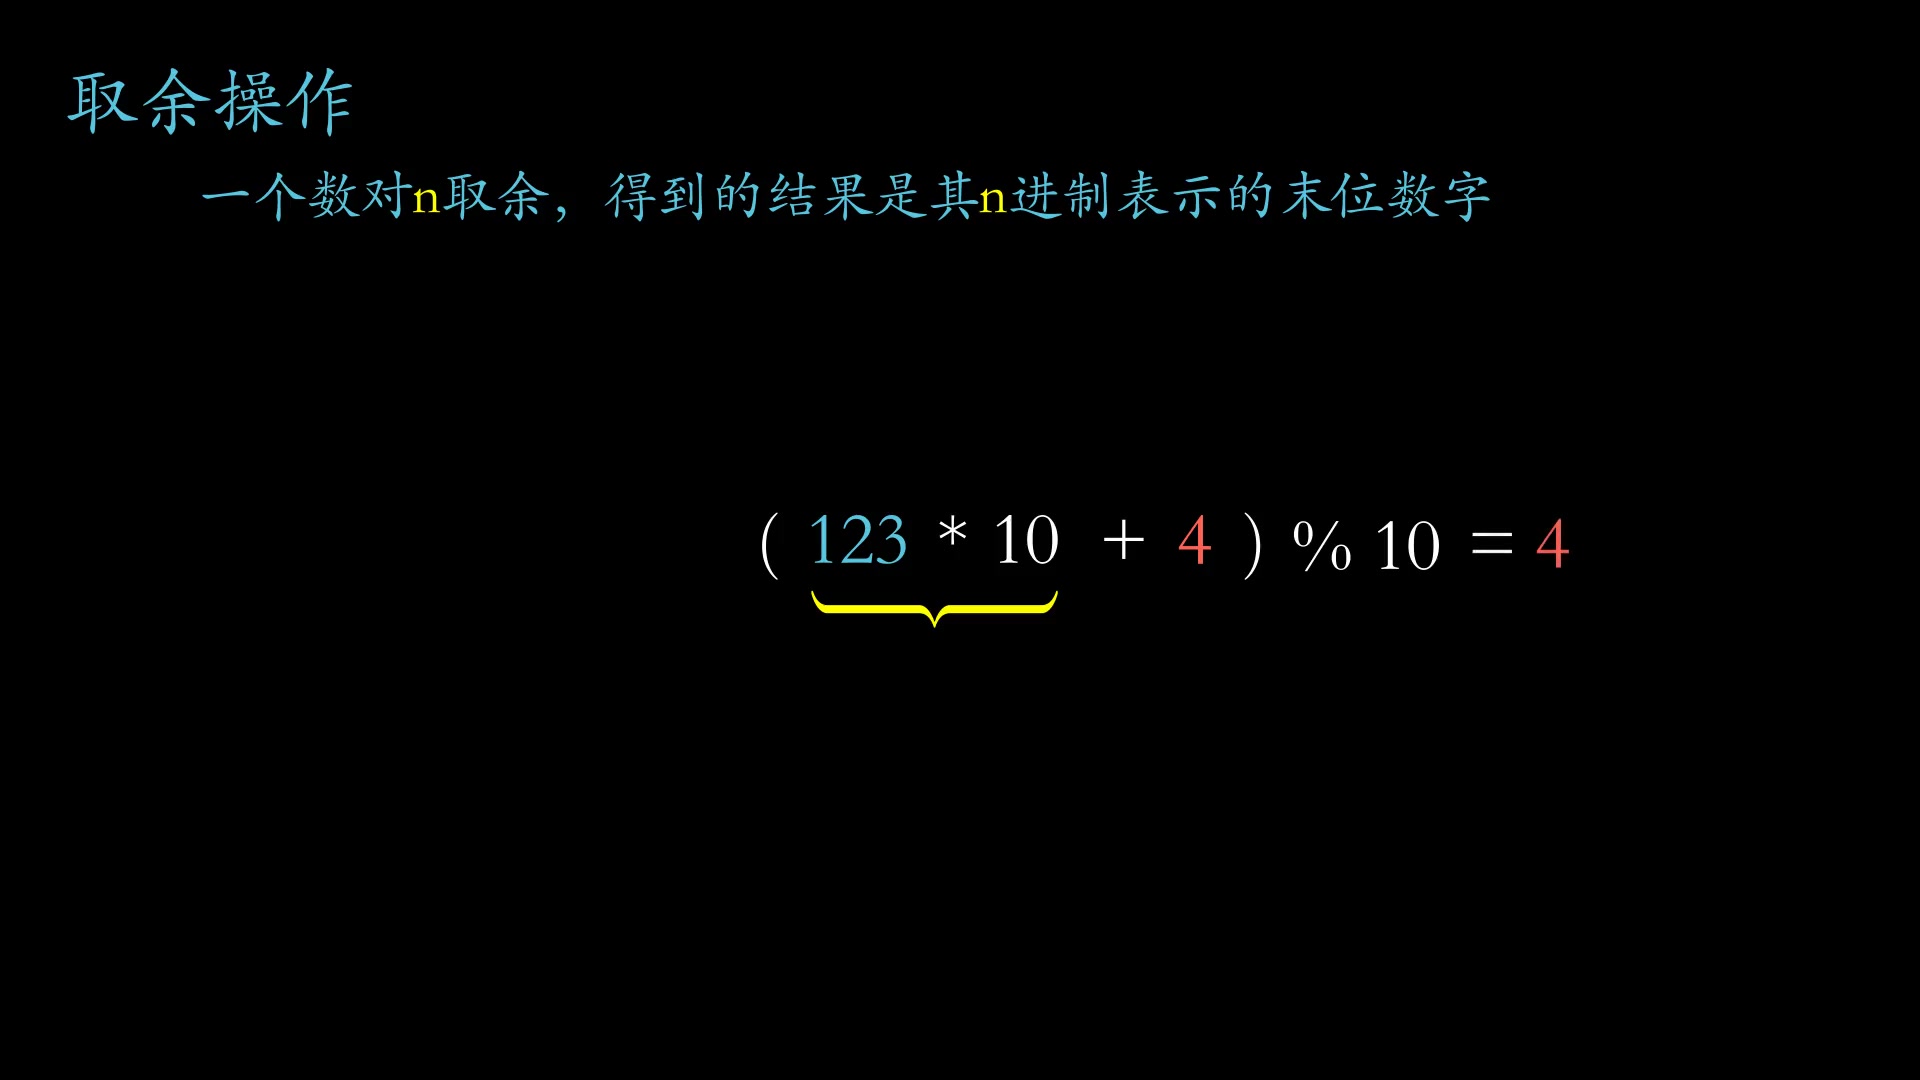 取余操作
一个数对n取余，得到的结果是其n进制表示的末位数字
( 123 * 10 + 4 ) % 10 = 4